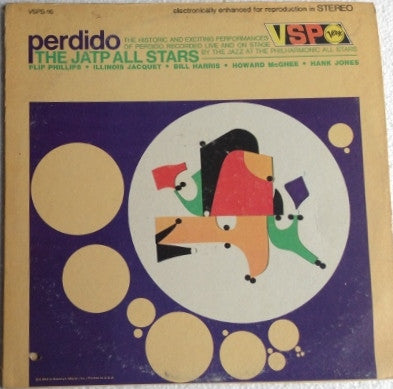 VSPS-16
electronically enhanced for reproduction in STEREO
perdido
THE HISTORIC AND EXCITING PERFORMANCES
OF PERDIDO RECORDED LIVE AND ON STAGE
BY THE JAZZ AT THE PHILHARMONIC ALL STARS
VSP Verve
THE JATP ALL STARS
FLIP PHILLIPS • ILLINOIS JACQUET • BILL HARRIS • HOWARD McGHEE • HANK JONES
Printed in U.S.A.